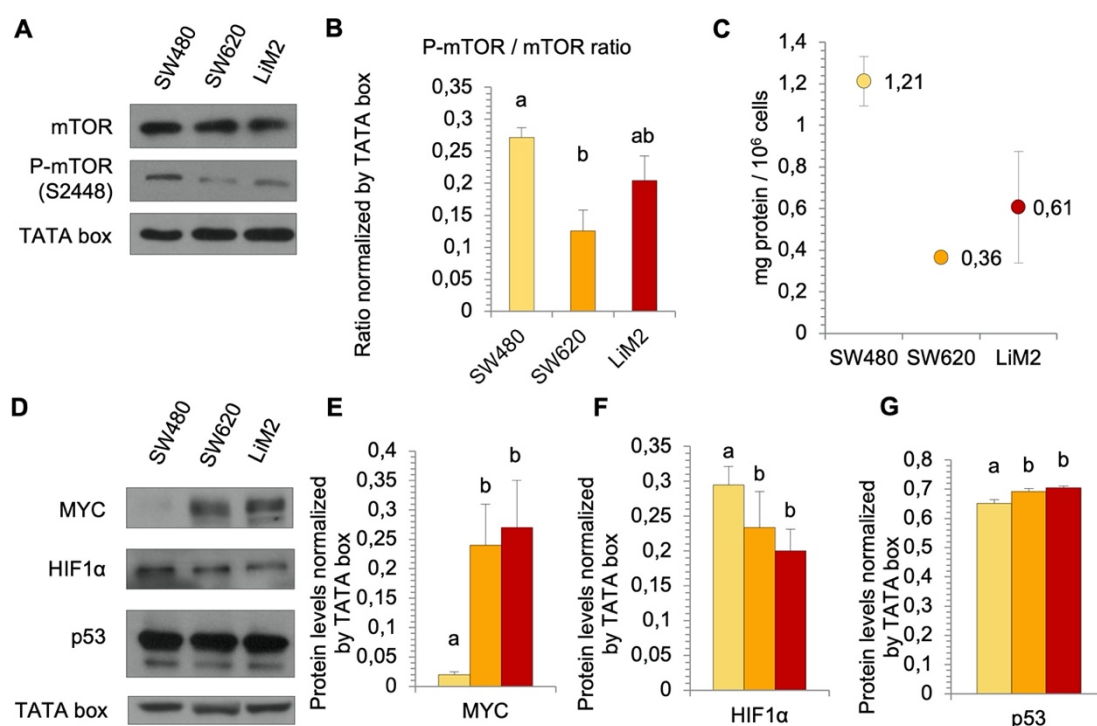 A
SW480
SW620
LiM2
mTOR
P-mTOR
(S2448)
TATA box
B
P-mTOR / mTOR ratio
Ratio normalized by TATA box
0,35
0,3
0,25
0,2
0,15
0,1
0,05
0
a
b
ab
SW480
SW620
LiM2
C
mg protein / 10⁶ cells
1,4
1,2
1
0,8
0,6
0,4
0,2
0
1,21
0,36
0,61
SW480
SW620
LiM2
D
SW480
SW620
LiM2
MYC
HIF1α
p53
TATA box
E
Protein levels normalized
by TATA box
0,4
0,35
0,3
0,25
0,2
0,15
0,1
0,05
0
a
b
b
MYC
F
Protein levels normalized
by TATA box
0,35
0,3
0,25
0,2
0,15
0,1
0,05
0
a
b
b
HIF1α
G
Protein levels normalized
by TATA box
0,8
0,7
0,6
0,5
0,4
0,3
0,2
0,1
0
a
b
b
p53